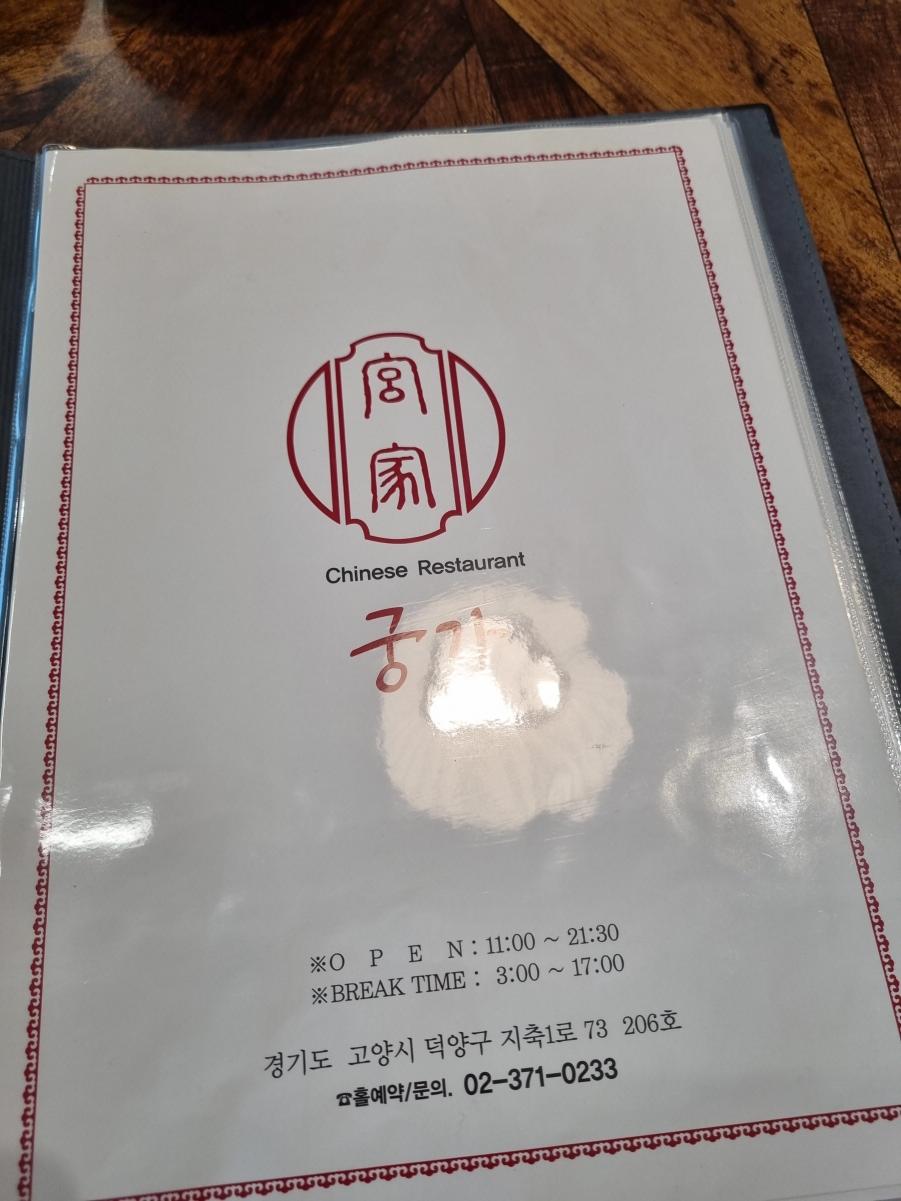 宮
家
Chinese Restaurant
궁가
※O P E N : 11:00 ~ 21:30
※BREAK TIME : 3:00 ~ 17:00
경기도 고양시 덕양구 지축1로 73 206호
☎홀예약/문의. 02-371-0233